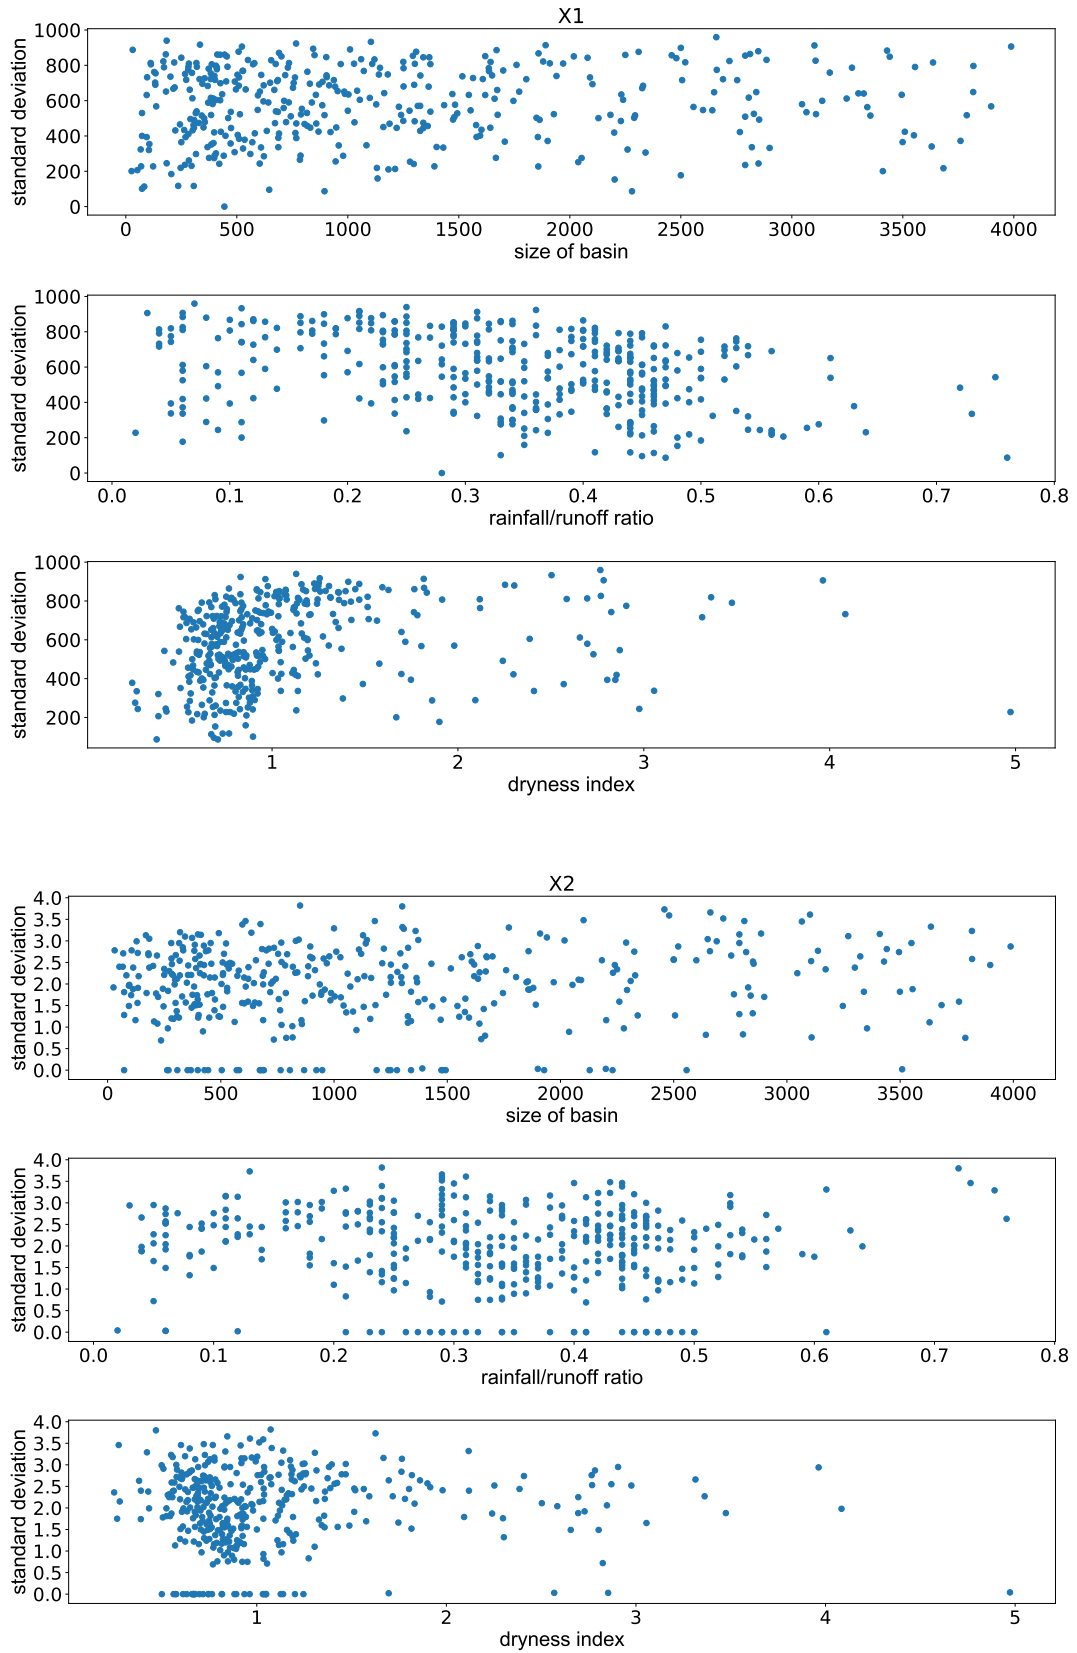 X1
1000
800
600
400
200
0
standard deviation
0 500 1000 1500 2000 2500 3000 3500 4000
size of basin
1000
800
600
400
200
0
standard deviation
0.0 0.1 0.2 0.3 0.4 0.5 0.6 0.7 0.8
rainfall/runoff ratio
1000
800
600
400
200
standard deviation
1 2 3 4 5
dryness index
X2
4.0
3.5
3.0
2.5
2.0
1.5
1.0
0.5
0.0
standard deviation
0 500 1000 1500 2000 2500 3000 3500 4000
size of basin
4.0
3.5
3.0
2.5
2.0
1.5
1.0
0.5
0.0
standard deviation
0.0 0.1 0.2 0.3 0.4 0.5 0.6 0.7 0.8
rainfall/runoff ratio
4.0
3.5
3.0
2.5
2.0
1.5
1.0
0.5
0.0
standard deviation
1 2 3 4 5
dryness index